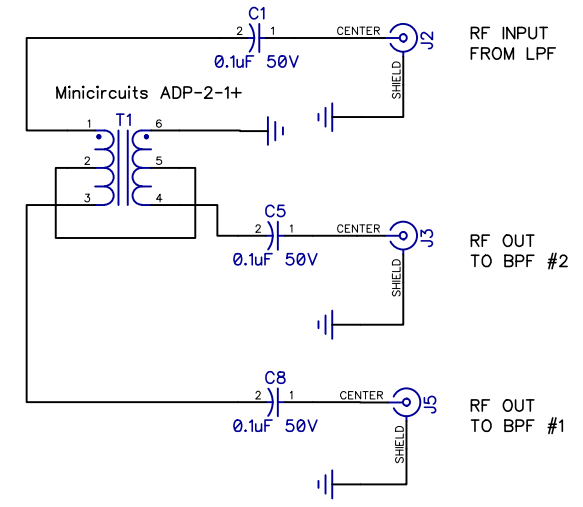 C1
2 1
CENTER
J2
0.1uF 50V
SHIELD
RF INPUT
FROM LPF
Minicircuits ADP-2-1+
T1
1 6
2 5
3 4
C5
2 1
CENTER
J3
0.1uF 50V
SHIELD
RF OUT
TO BPF #2
C8
2 1
CENTER
J5
0.1uF 50V
SHIELD
RF OUT
TO BPF #1